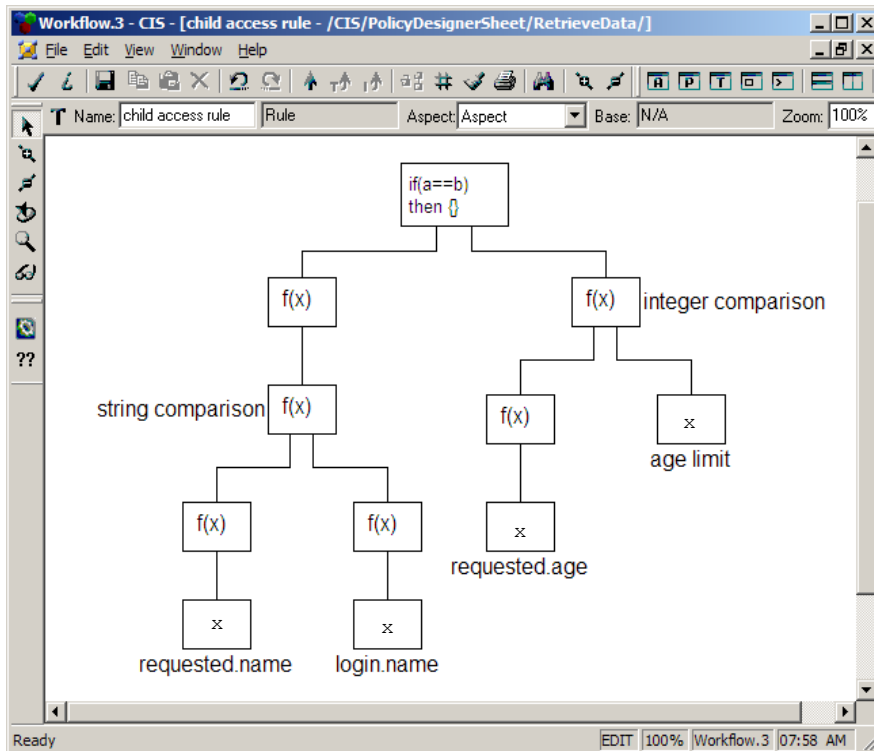 Workflow.3 - CIS - [child access rule - /CIS/PolicyDesignerSheet/RetrieveData/]
File Edit View Window Help
A P T
T Name: child access rule Rule Aspect: Aspect Base: N/A Zoom: 100%
if(a==b)
then {}
f(x)
f(x) integer comparison
string comparison f(x)
f(x)
x
age limit
f(x)
f(x)
x
requested.age
x
requested.name
x
login.name
??
Ready EDIT 100% Workflow.3 07:58 AM